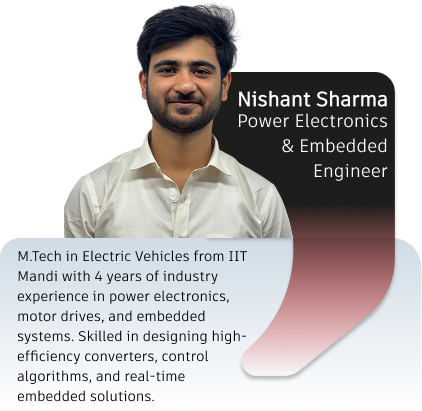 Nishant Sharma
Power Electronics
& Embedded
Engineer
M.Tech in Electric Vehicles from IIT
Mandi with 4 years of industry
experience in power electronics,
motor drives, and embedded
systems. Skilled in designing high-
efficiency converters, control
algorithms, and real-time
embedded solutions.